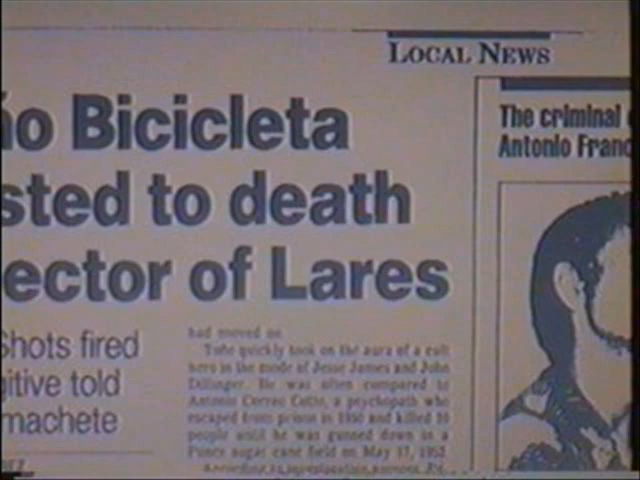 LOCAL NEWS
ño Bicicleta
sted to death
ector of Lares
Shots fired
gitive told
machete
had moved on
Toño quickly took on the aura of a cult
hero in the mode of Jesse James and John
Dillinger. He was often compared to
Antonio Correa Cotto, a psychopath who
escaped from prison in 1950 and killed 10
people until he was gunned down in a
Ponce sugar cane field on May 17, 1952.
According to
The criminal
Antonio Franc